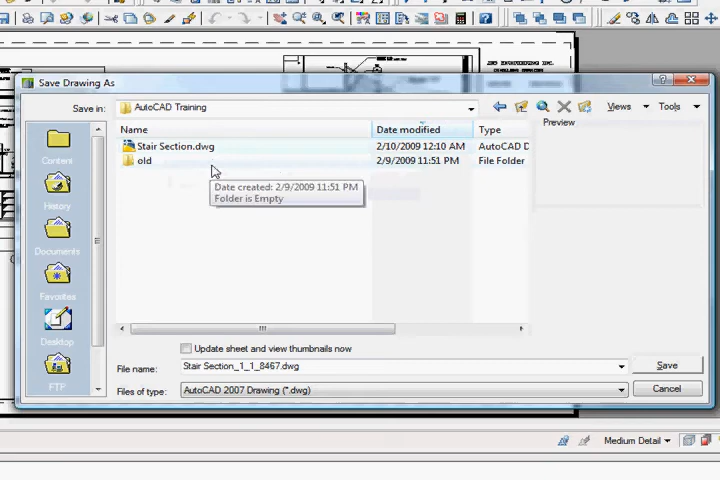 Save Drawing As
Save in: AutoCAD Training
Views Tools
Name Date modified Type
Preview
Stair Section.dwg 2/10/2009 12:10 AM AutoCAD D
old 2/9/2009 11:51 PM File Folder
Date created: 2/9/2009 11:51 PM
Folder is Empty
Content
History
Documents
Favorites
Desktop
FTP
Update sheet and view thumbnails now
File name: Stair Section_1_1_8467.dwg Save
Files of type: AutoCAD 2007 Drawing (*.dwg) Cancel
Medium Detail